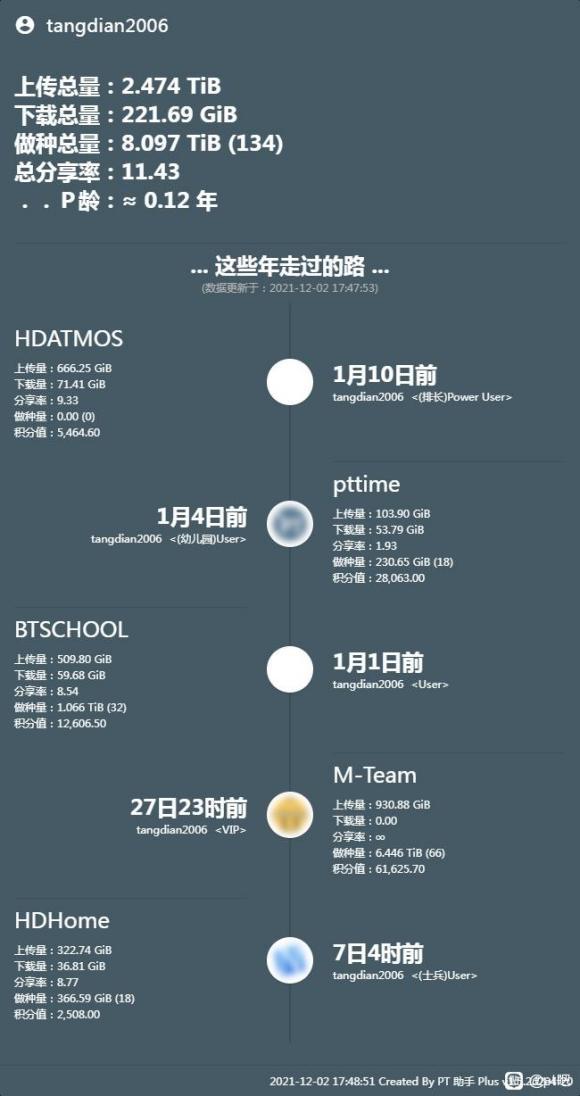 tangdian2006
上传总量：2.474 TiB
下载总量：221.69 GiB
做种总量：8.097 TiB (134)
总分享率：11.43
．．P龄：≈ 0.12 年
... 这些年走过的路 ...
(数据更新于：2021-12-02 17:47:53)
HDATMOS
上传量：666.25 GiB
下载量：71.41 GiB
分享率：9.33
做种量：0.00 (0)
积分值：5,464.60
1月10日前
tangdian2006 <(排长)Power User>
pttime
上传量：103.90 GiB
下载量：53.79 GiB
分享率：1.93
做种量：230.65 GiB (18)
积分值：28,063.00
1月4日前
tangdian2006 <(幼儿园)User>
BTSCHOOL
上传量：509.80 GiB
下载量：59.68 GiB
分享率：8.54
做种量：1.066 TiB (32)
积分值：12,606.50
1月1日前
tangdian2006 <User>
M-Team
上传量：930.88 GiB
下载量：0.00
分享率：∞
做种量：6.446 TiB (66)
积分值：61,625.70
27日23时前
tangdian2006 <VIP>
HDHome
上传量：322.74 GiB
下载量：36.81 GiB
分享率：8.77
做种量：366.59 GiB (18)
积分值：2,508.00
7日4时前
tangdian2006 <(士兵)User>
2021-12-02 17:48:51 Created By PT 助手 Plus
@pt吧